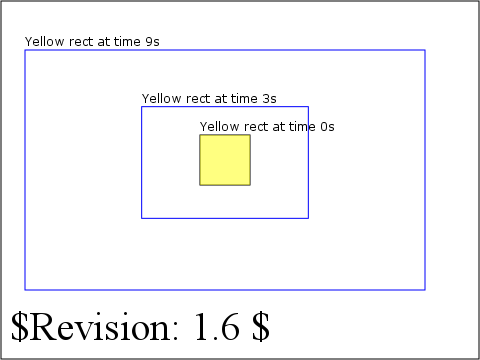 Yellow rect at time 9s
Yellow rect at time 3s
Yellow rect at time 0s
$Revision: 1.6 $